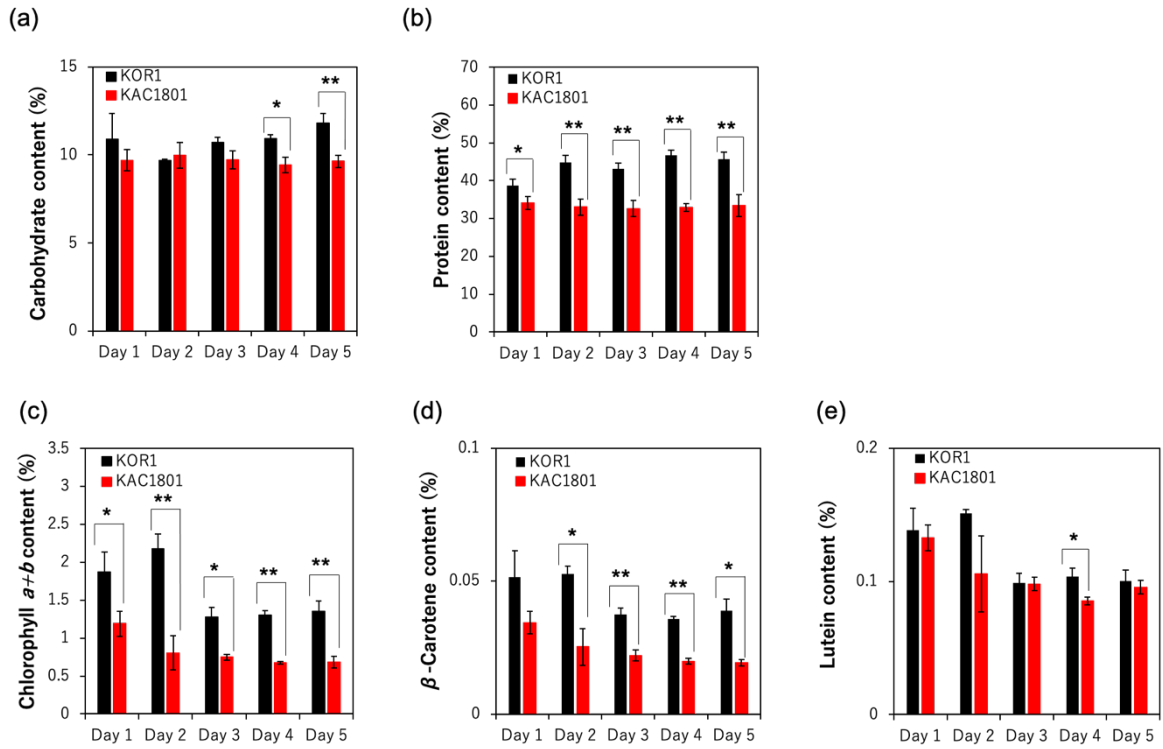 (a)
Carbohydrate content (%)
15
10
5
0
KOR1
KAC1801
*
**
Day 1 Day 2 Day 3 Day 4 Day 5
(b)
Protein content (%)
70
60
50
40
30
20
10
0
KOR1
KAC1801
*
**
**
**
**
Day 1 Day 2 Day 3 Day 4 Day 5
(c)
Chlorophyll a+b content (%)
3.5
3
2.5
2
1.5
1
0.5
0
KOR1
KAC1801
*
**
*
**
**
Day 1 Day 2 Day 3 Day 4 Day 5
(d)
β-Carotene content (%)
0.1
0.05
0
KOR1
KAC1801
*
**
**
*
Day 1 Day 2 Day 3 Day 4 Day 5
(e)
Lutein content (%)
0.2
0.1
0
KOR1
KAC1801
*
Day 1 Day 2 Day 3 Day 4 Day 5